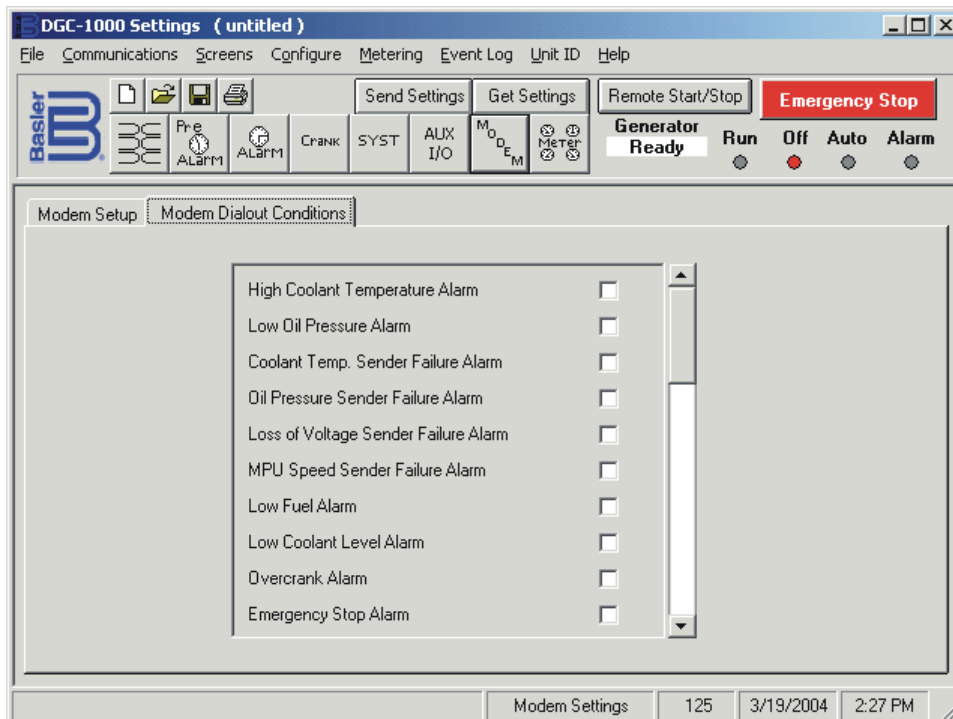 DGC-1000 Settings ( untitled )
File Communications Screens Configure Metering Event Log Unit ID Help
Basler
Send Settings Get Settings Remote Start/Stop Emergency Stop
Pre ALarm ALarm Crank SYST AUX I/O MODEM Meter
Generator Ready Run Off Auto Alarm
Modem Setup Modem Dialout Conditions
High Coolant Temperature Alarm
Low Oil Pressure Alarm
Coolant Temp. Sender Failure Alarm
Oil Pressure Sender Failure Alarm
Loss of Voltage Sender Failure Alarm
MPU Speed Sender Failure Alarm
Low Fuel Alarm
Low Coolant Level Alarm
Overcrank Alarm
Emergency Stop Alarm
Modem Settings 125 3/19/2004 2:27 PM